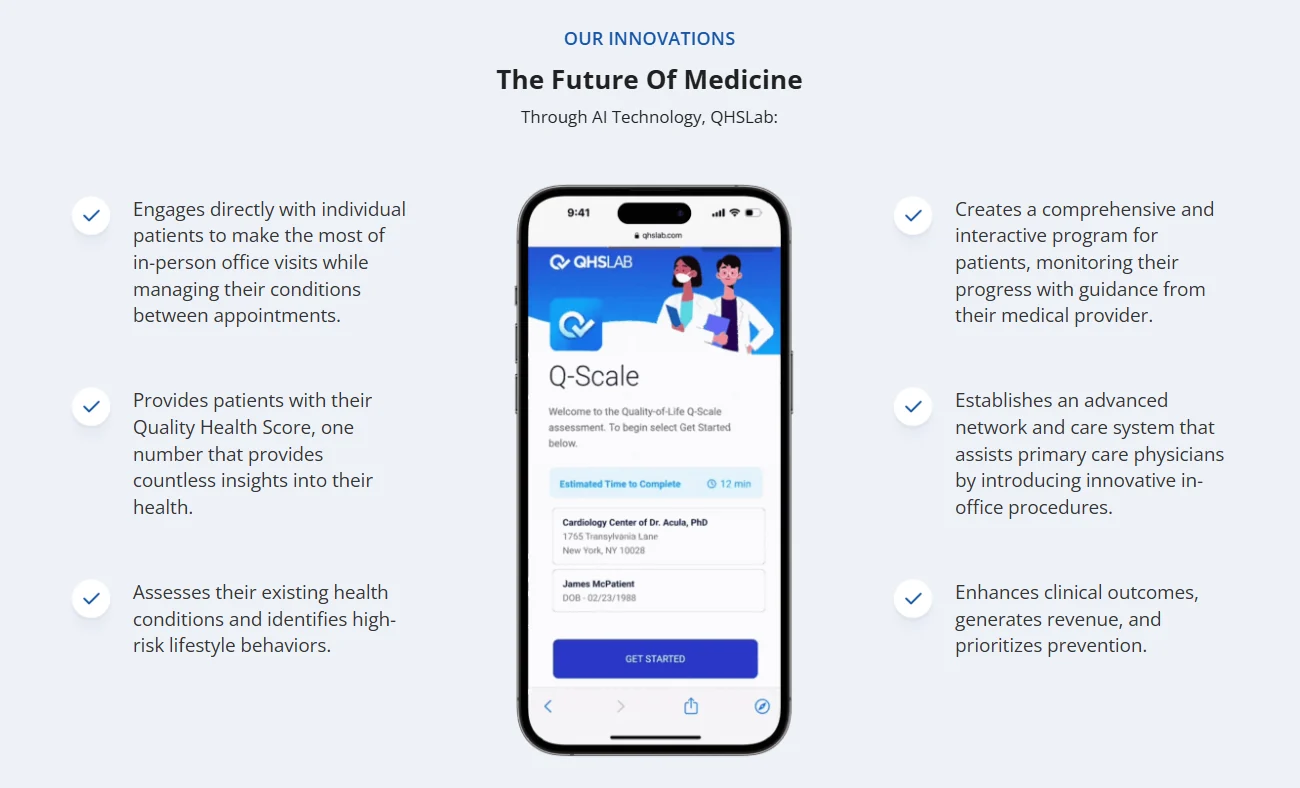 OUR INNOVATIONS
The Future Of Medicine
Through AI Technology, QHSLab:
Engages directly with individual
patients to make the most of
in-person office visits while
managing their conditions
between appointments.
Provides patients with their
Quality Health Score, one
number that provides
countless insights into their
health.
Assesses their existing health
conditions and identifies high-
risk lifestyle behaviors.
9:41
qhslab.com
QHSLAB
Q-Scale
Welcome to the Quality-of-Life Q-Scale
assessment. To begin select Get Started
below.
Estimated Time to Complete 12 min
Cardiology Center of Dr. Acula, PhD
1765 Transylvania Lane
New York, NY 10028
James McPatient
DOB - 02/23/1988
GET STARTED
Creates a comprehensive and
interactive program for
patients, monitoring their
progress with guidance from
their medical provider.
Establishes an advanced
network and care system that
assists primary care physicians
by introducing innovative in-
office procedures.
Enhances clinical outcomes,
generates revenue, and
prioritizes prevention.